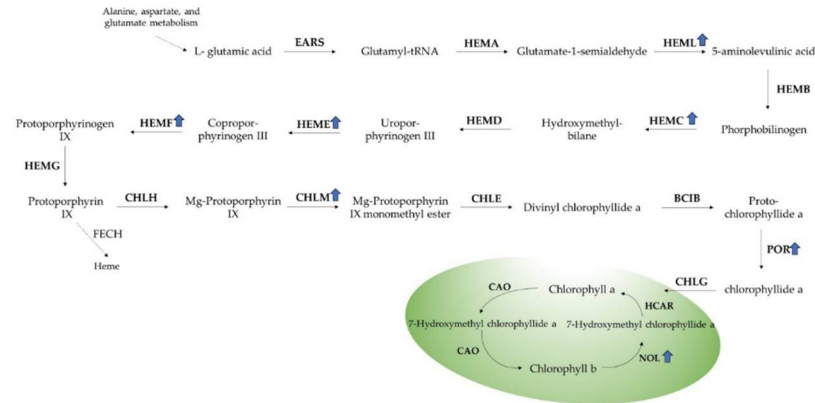 Alanine, aspartate, and
glutamate metabolism
L- glutamic acid
EARS
Glutamyl-tRNA
HEMA
Glutamate-1-semialdehyde
HEML
5-aminolevulinic acid
HEMB
Protoporphyrinogen
IX
HEMF
Copropor-
phyrinogen III
HEME
Uropor-
phyrinogen III
HEMD
Hydroxymethyl-
bilane
HEMC
Phorphobilinogen
HEMG
Protoporphyrin
IX
CHLH
Mg-Protoporphyrin
IX
CHLM
Mg-Protoporphyrin
IX monomethyl ester
CHLE
Divinyl chlorophyllide a
BCIB
Proto-
chlorophyllide a
FECH
Heme
POR
CHLG
chlorophyllide a
CAO
Chlorophyll a
HCAR
7-Hydroxymethyl chlorophyllide a
7-Hydroxymethyl chlorophyllide a
CAO
Chlorophyll b
NOL